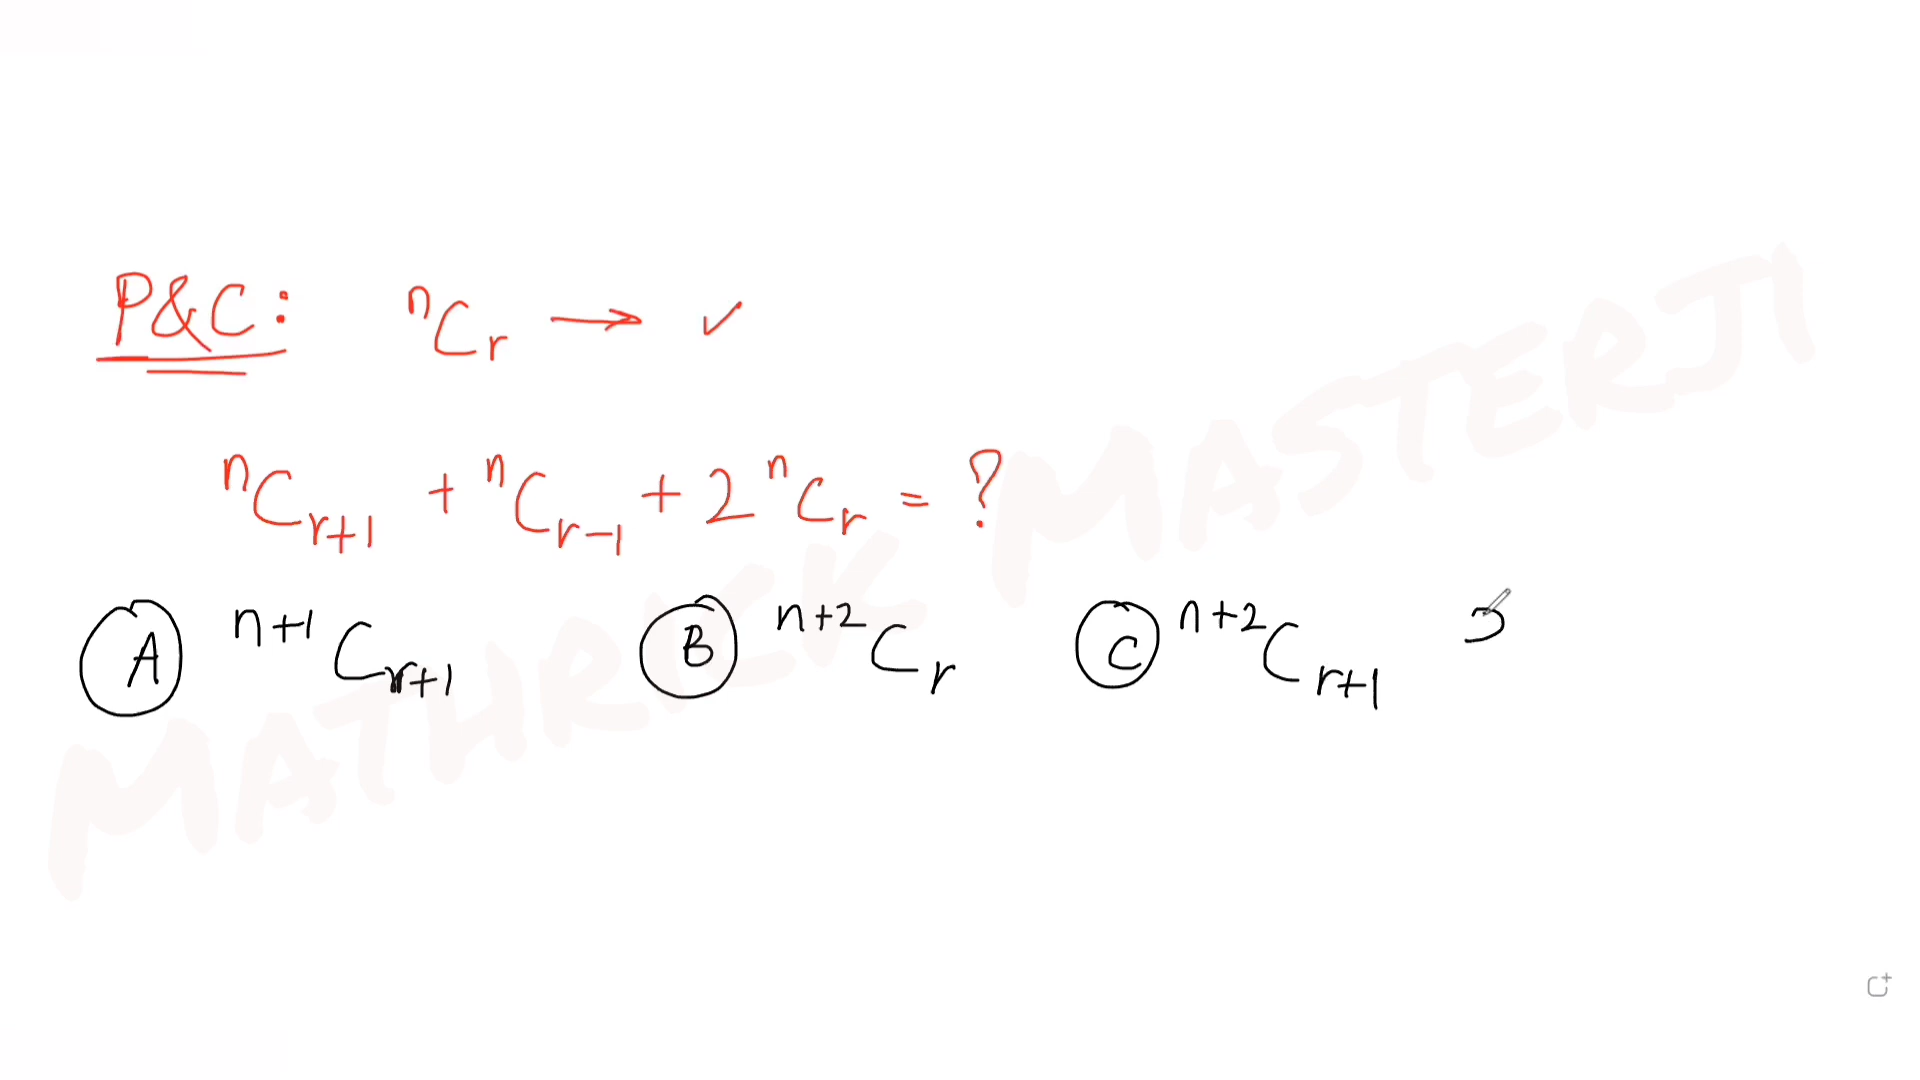 P&C: ⁿCᵣ → ✓
ⁿCᵣ₊₁ + ⁿCᵣ₋₁ + 2 ⁿCᵣ = ?
A ⁿ⁺¹Cᵣ₊₁ B ⁿ⁺²Cᵣ C ⁿ⁺²Cᵣ₊₁
MATHRICK MASTERJI